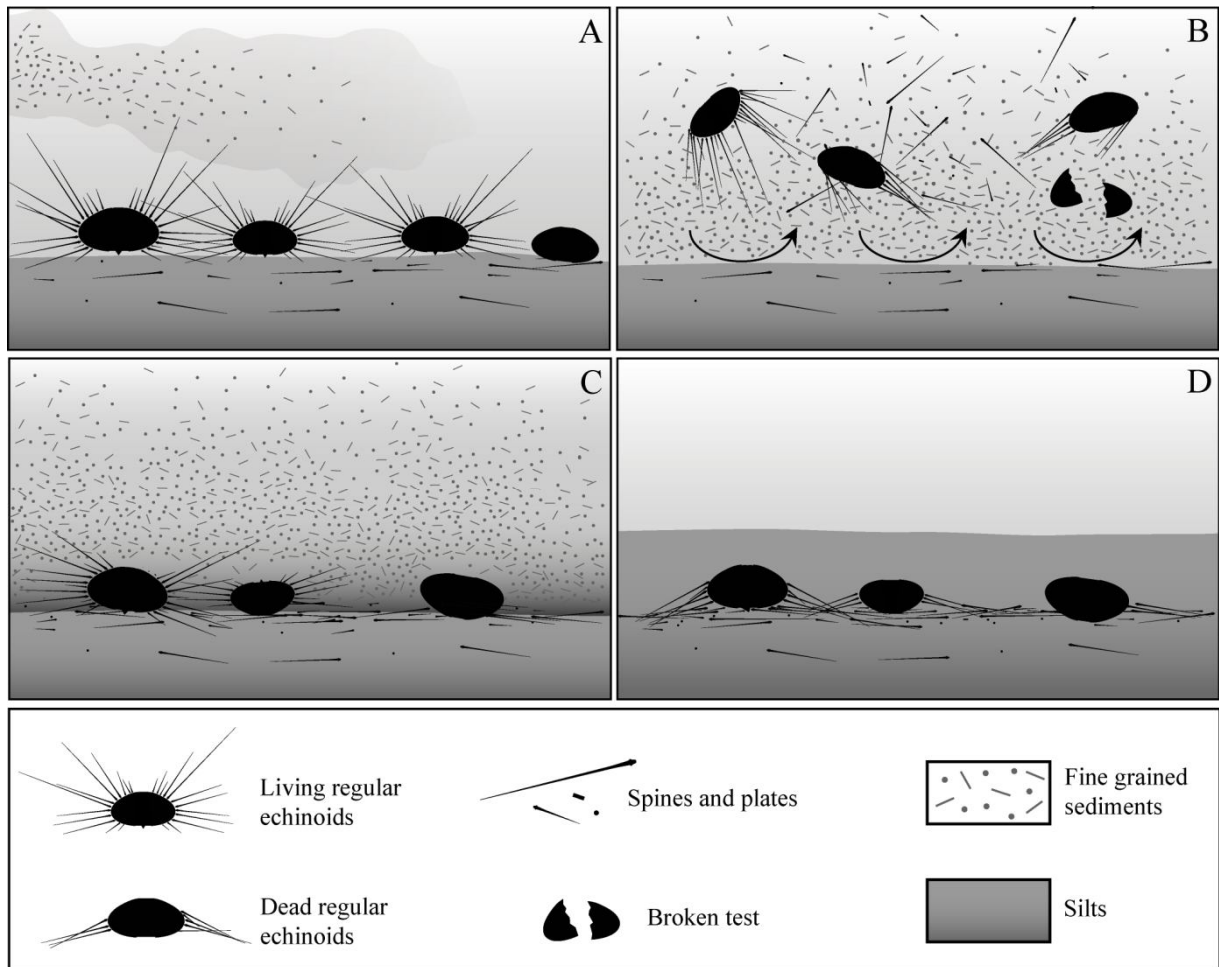 A
B
C
D
Living regular
echinoids
Spines and plates
Fine grained
sediments
Dead regular
echinoids
Broken test
Silts